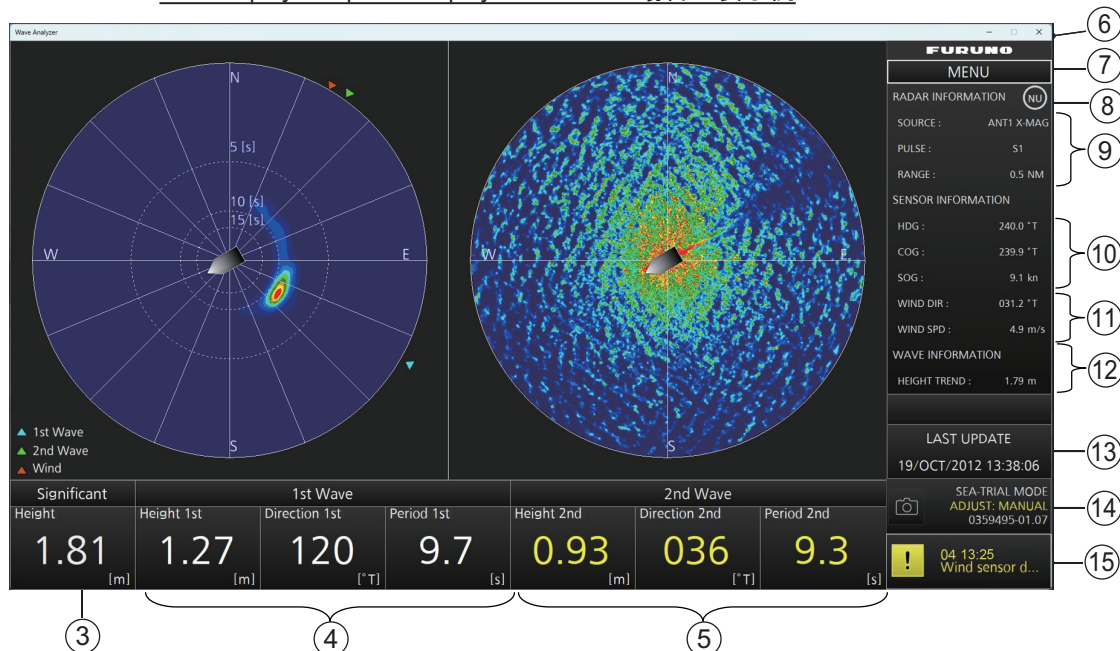 Wave Analyzer
⑥
FURUNO
MENU
⑦
RADAR INFORMATION NU
⑧
SOURCE : ANT1 X-MAG
PULSE : S1
⑨
RANGE : 0.5 NM
SENSOR INFORMATION
HDG : 240.0 °T
COG : 239.9 °T
⑩
SOG : 9.1 kn
WIND DIR : 031.2 °T
⑪
WIND SPD : 4.9 m/s
WAVE INFORMATION
⑫
HEIGHT TREND : 1.79 m
N
5 [s]
10 [s]
15 [s]
W
E
S
N
W
E
S
1st Wave
2nd Wave
Wind
LAST UPDATE
19/OCT/2012 13:38:06
⑬
SEA-TRIAL MODE
ADJUST: MANUAL
0359495-01.07
⑭
! 04 13:25
Wind sensor d...
⑮
Significant 1st Wave 2nd Wave
Height Height 1st Direction 1st Period 1st Height 2nd Direction 2nd Period 2nd
1.81 1.27 120 9.7 0.93 036 9.3
[m] [m] [°T] [s] [m] [°T] [s]
③ ④ ⑤